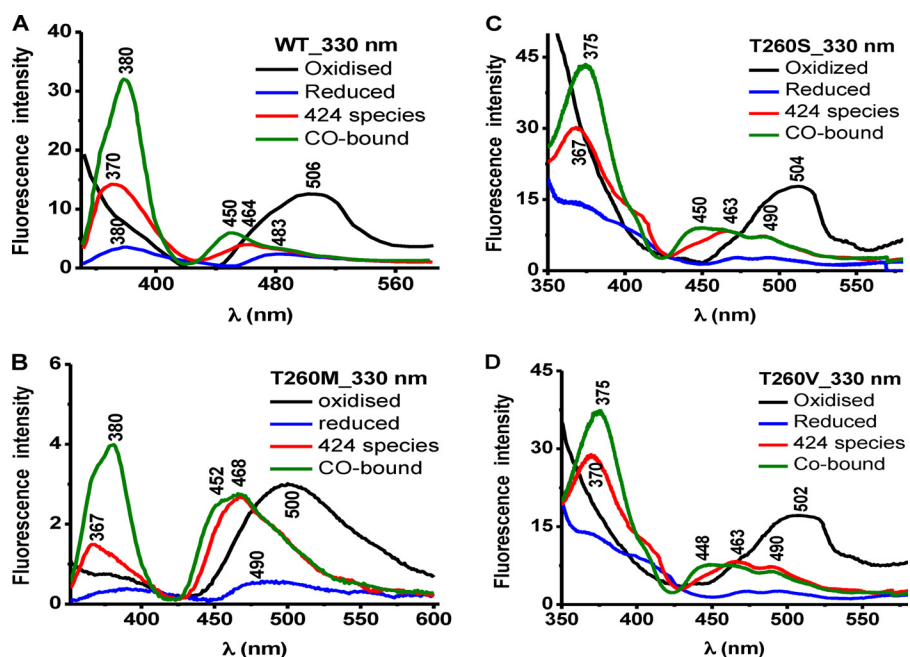 A
WT_330 nm
Oxidised
Reduced
424 species
CO-bound
Fluorescence intensity
40
30
20
10
0
380
370
380
450
464
483
506
400
480
560
λ (nm)
C
T260S_330 nm
Oxidized
Reduced
424 species
CO-bound
Fluorescence intensity
45
30
15
0
375
367
450
463
490
504
350
400
450
500
550
λ (nm)
B
T260M_330 nm
oxidised
reduced
424 species
CO-bound
Fluorescence intensity
6
4
2
0
380
367
452
468
490
500
400
450
500
550
600
λ (nm)
D
T260V_330 nm
Oxidised
Reduced
424 species
Co-bound
Fluorescence intensity
45
30
15
0
375
370
448
463
490
502
350
400
450
500
550
λ (nm)